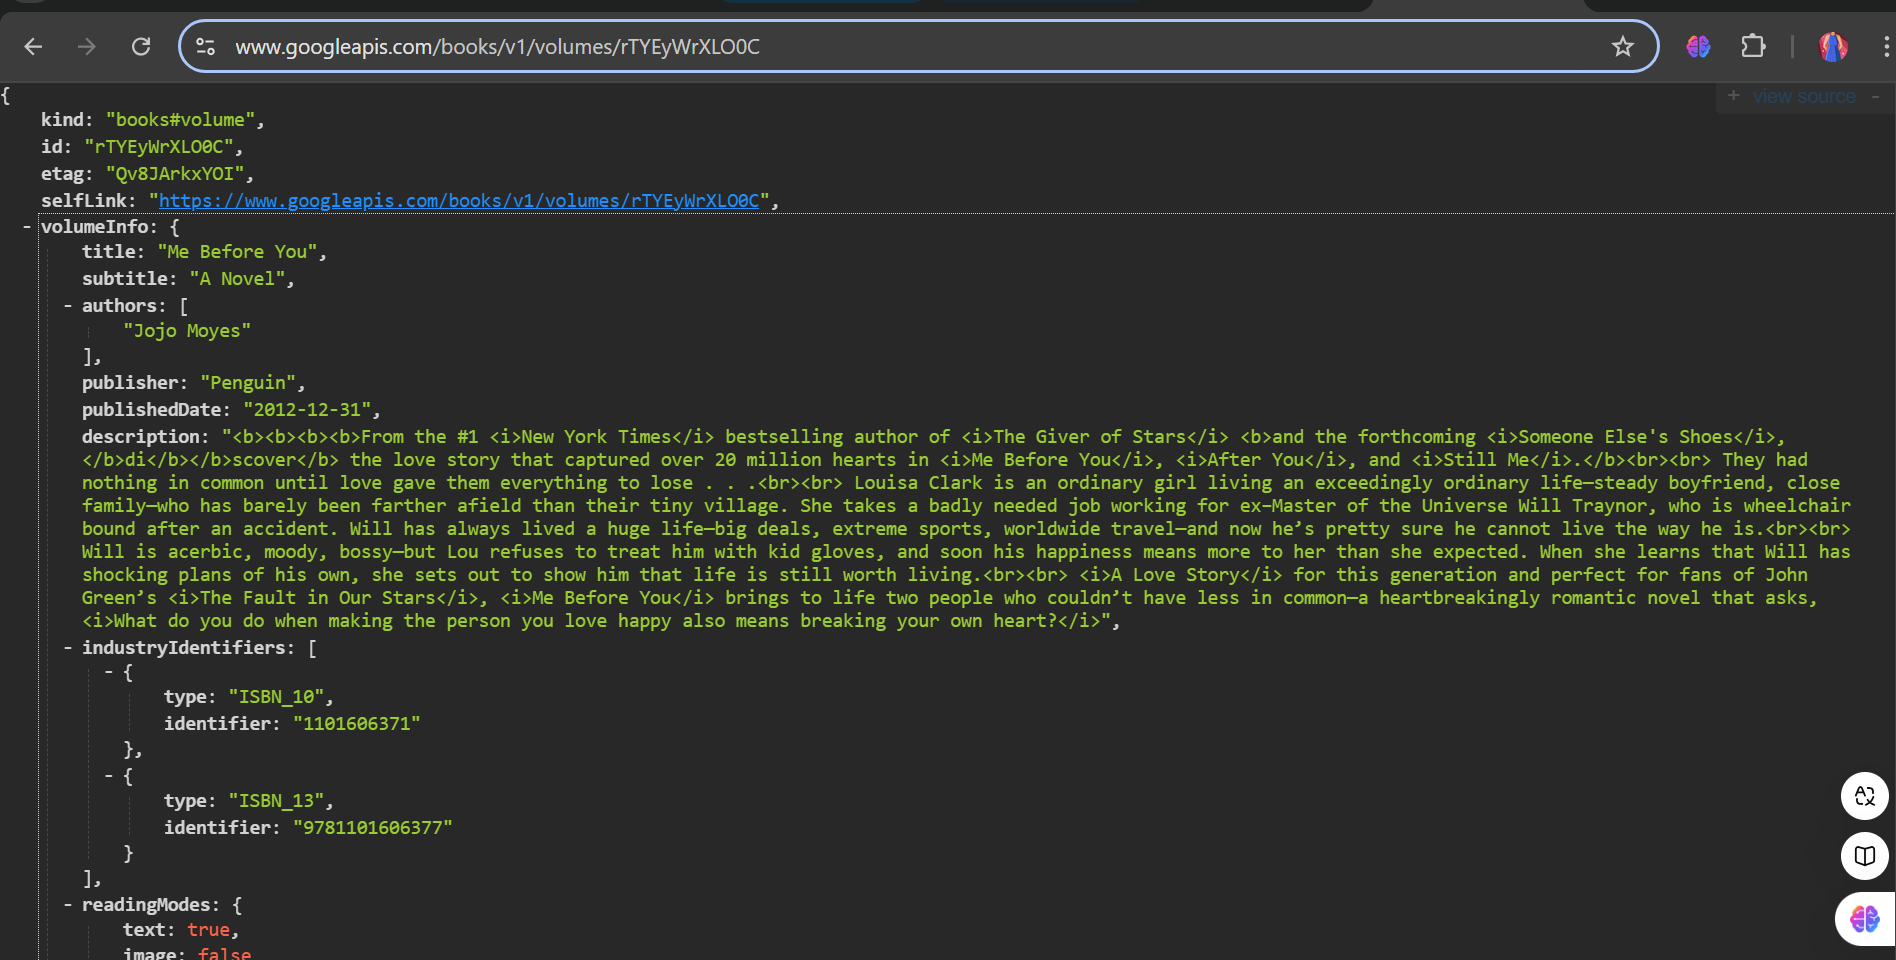 www.googleapis.com/books/v1/volumes/rTYEyWrXLO0C
{
+ view source -
kind: "books#volume",
id: "rTYEyWrXLO0C",
etag: "Qv8JArkxYOI",
selfLink: "https://www.googleapis.com/books/v1/volumes/rTYEyWrXLO0C",
- volumeInfo: {
title: "Me Before You",
subtitle: "A Novel",
- authors: [
"Jojo Moyes"
],
publisher: "Penguin",
publishedDate: "2012-12-31",
description: "<b><b><b><b>From the #1 <i>New York Times</i> bestselling author of <i>The Giver of Stars</i> <b>and the forthcoming <i>Someone Else's Shoes</i>,
</b>di</b></b>scover</b> the love story that captured over 20 million hearts in <i>Me Before You</i>, <i>After You</i>, and <i>Still Me</i>.</b><br><br> They had
nothing in common until love gave them everything to lose . . .<br><br> Louisa Clark is an ordinary girl living an exceedingly ordinary life—steady boyfriend, close
family—who has barely been farther afield than their tiny village. She takes a badly needed job working for ex–Master of the Universe Will Traynor, who is wheelchair
bound after an accident. Will has always lived a huge life—big deals, extreme sports, worldwide travel—and now he’s pretty sure he cannot live the way he is.<br><br>
Will is acerbic, moody, bossy—but Lou refuses to treat him with kid gloves, and soon his happiness means more to her than she expected. When she learns that Will has
shocking plans of his own, she sets out to show him that life is still worth living.<br><br> <i>A Love Story</i> for this generation and perfect for fans of John
Green’s <i>The Fault in Our Stars</i>, <i>Me Before You</i> brings to life two people who couldn’t have less in common—a heartbreakingly romantic novel that asks,
<i>What do you do when making the person you love happy also means breaking your own heart?</i>",
- industryIdentifiers: [
- {
type: "ISBN_10",
identifier: "1101606371"
},
- {
type: "ISBN_13",
identifier: "9781101606377"
}
],
- readingModes: {
text: true,
image: false